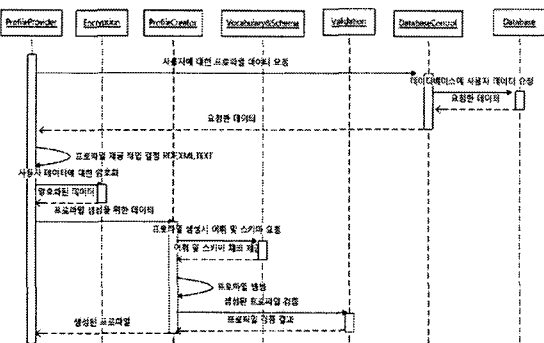 ProfileProvider
Encryption
ProfileCreator
Vocabulary&Schema
Validation
DatabaseControl
Database
사용자에 대한 프로파일 데이터 요청
데이터베이스에 사용자 데이터 요청
요청한 데이터
요청한 데이터
프로파일 제공 타입 결정 RDF,XML,TEXT
사용자 데이터에 대한 암호화
암호화된 데이터
프로파일 생성을 위한 데이터
프로파일 생성시 어휘 및 스키마 요청
어휘 및 스키마 체크 제공
프로파일 생성
생성된 프로파일 검증
프로파일 검증 결과
생성된 프로파일